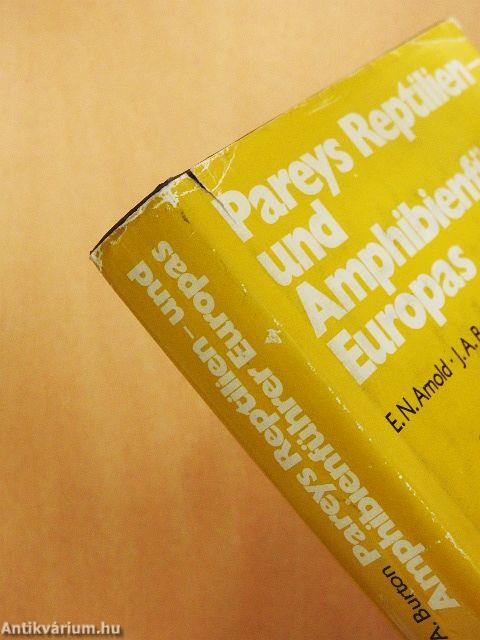 Pareys Reptilien-
und
Amphibienfü
Europas
E.N. Arnold · J.A. B
Pareys Reptilien- und
Amphibienführer Europas
A. Burton
Antikvárium.hu